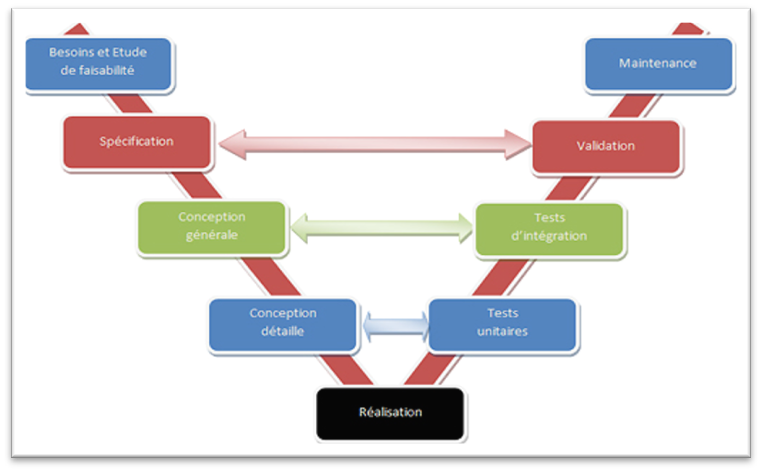 Besoins et Etude
de faisabilité
Maintenance
Spécification
Validation
Conception
générale
Tests
d'intégration
Conception
détaille
Tests
unitaires
Réalisation